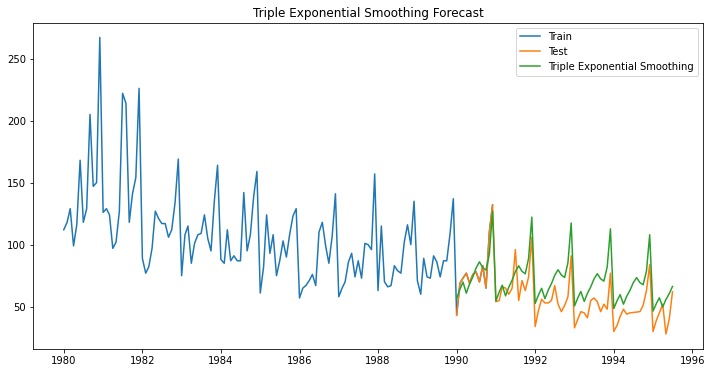 Triple Exponential Smoothing Forecast
Train
Test
Triple Exponential Smoothing
250
200
150
100
50
1980 1982 1984 1986 1988 1990 1992 1994 1996